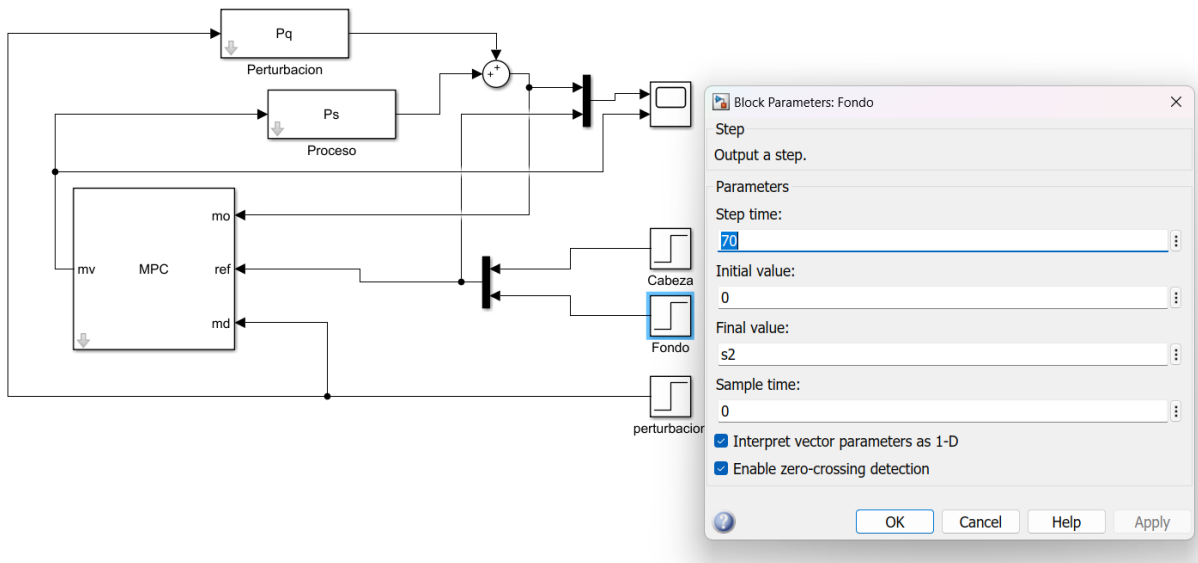 Pq
Perturbacion
+
+
Ps
Proceso
mo
mv
MPC
ref
md
Cabeza
Fondo
perturbacion
Block Parameters: Fondo
Step
Output a step.
Parameters
Step time:
70
Initial value:
0
Final value:
s2
Sample time:
0
Interpret vector parameters as 1-D
Enable zero-crossing detection
OK
Cancel
Help
Apply